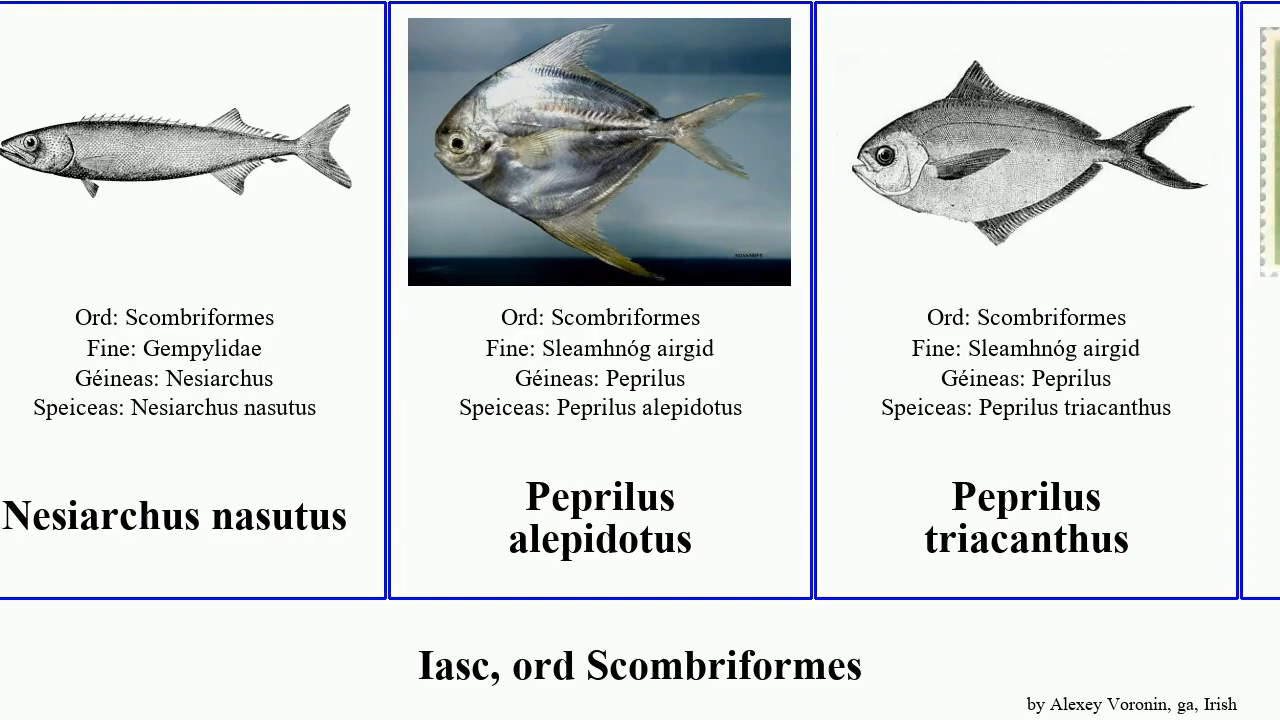 Ord: Scombriformes
Fine: Gempylidae
Géineas: Nesiarchus
Speiceas: Nesiarchus nasutus
Nesiarchus nasutus
Ord: Scombriformes
Fine: Sleamhnóg airgid
Géineas: Peprilus
Speiceas: Peprilus alepidotus
Peprilus
alepidotus
Ord: Scombriformes
Fine: Sleamhnóg airgid
Géineas: Peprilus
Speiceas: Peprilus triacanthus
Peprilus
triacanthus
Iasc, ord Scombriformes
by Alexey Voronin, ga, Irish